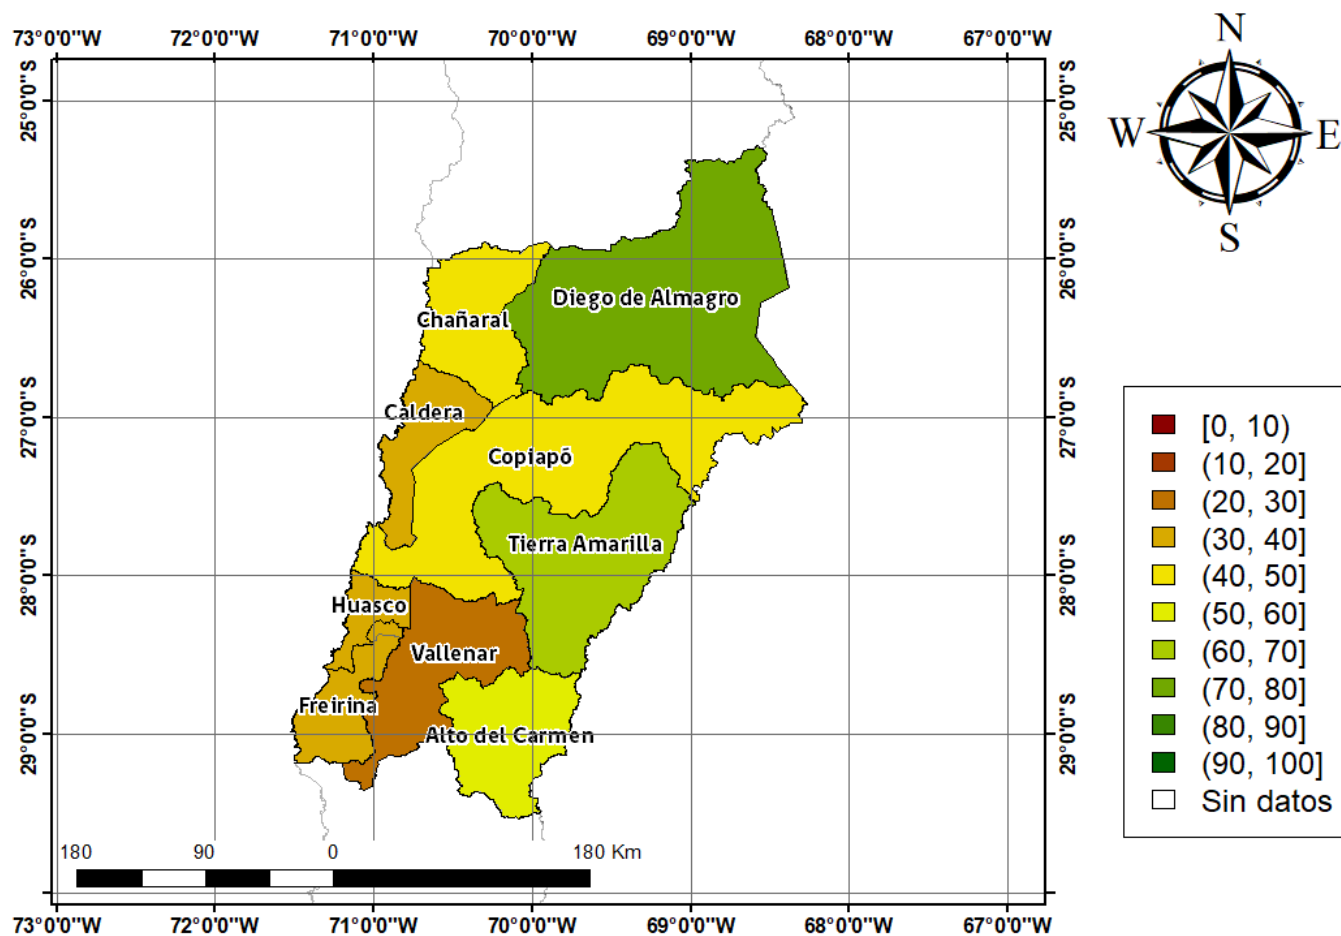 73°0'0"W 72°0'0"W 71°0'0"W 70°0'0"W 69°0'0"W 68°0'0"W 67°0'0"W
N
W E
S
25°0'0"S 25°0'0"S
26°0'0"S 26°0'0"S
27°0'0"S 27°0'0"S
28°0'0"S 28°0'0"S
29°0'0"S 29°0'0"S
Diego de Almagro
Chañaral
Caldera
Copiapó
Tierra Amarilla
Huasco
Vallenar
Freirina
Alto del Carmen
[0, 10)
(10, 20]
(20, 30]
(30, 40]
(40, 50]
(50, 60]
(60, 70]
(70, 80]
(80, 90]
(90, 100]
Sin datos
180 90 0 180 Km
73°0'0"W 72°0'0"W 71°0'0"W 70°0'0"W 69°0'0"W 68°0'0"W 67°0'0"W